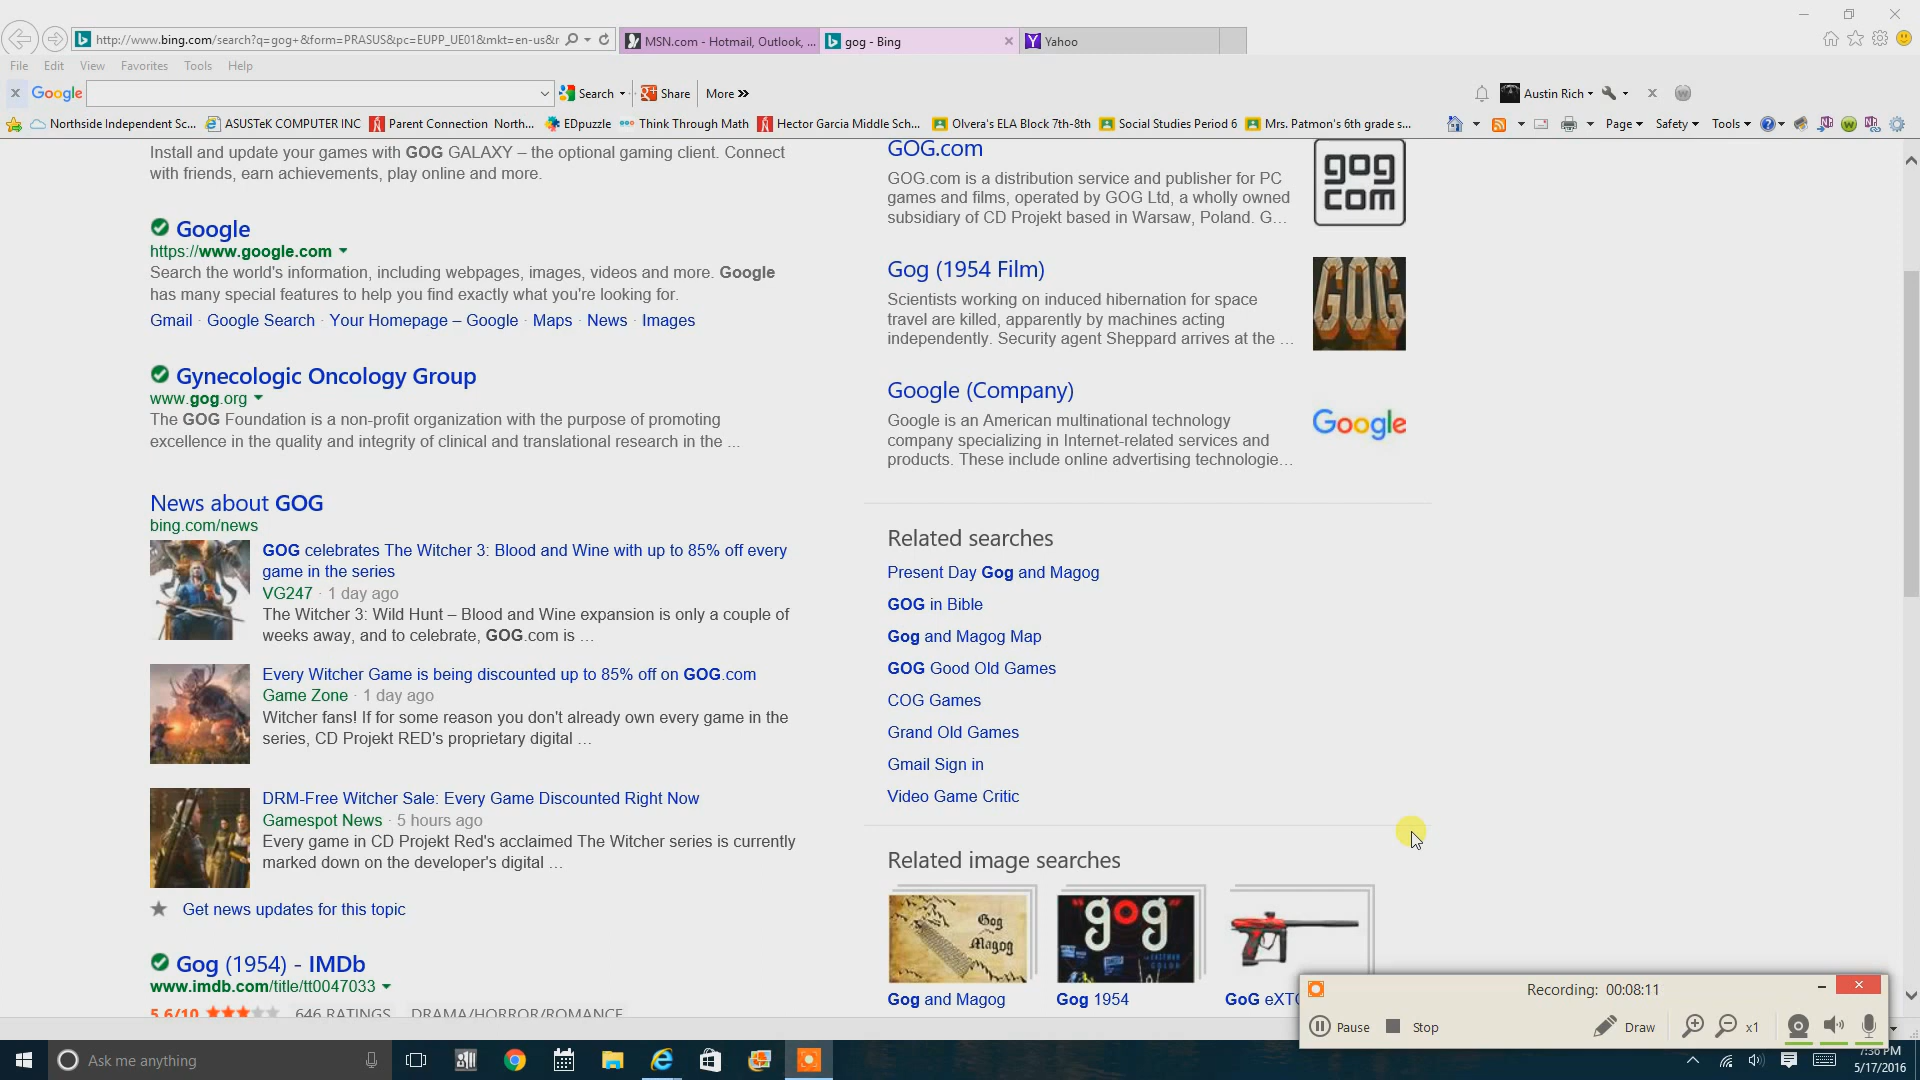 http://www.bing.com/search?q=gog+&form=PRASUS&pc=EUPP_UE01&mkt=en-us&r
MSN.com - Hotmail, Outlook, ...
gog - Bing
Yahoo
File Edit View Favorites Tools Help
x Google Search Share More »
Austin Rich
Northside Independent Sc... ASUSTeK COMPUTER INC Parent Connection North... EDpuzzle Think Through Math Hector Garcia Middle Sch... Olvera's ELA Block 7th-8th Social Studies Period 6 Mrs. Patmon's 6th grade s...
Page Safety Tools
Install and update your games with GOG GALAXY – the optional gaming client. Connect
with friends, earn achievements, play online and more.
Google
https://www.google.com
Search the world's information, including webpages, images, videos and more. Google
has many special features to help you find exactly what you're looking for.
Gmail · Google Search · Your Homepage – Google · Maps · News · Images
Gynecologic Oncology Group
www.gog.org
The GOG Foundation is a non-profit organization with the purpose of promoting
excellence in the quality and integrity of clinical and translational research in the ...
News about GOG
bing.com/news
GOG celebrates The Witcher 3: Blood and Wine with up to 85% off every
game in the series
VG247 · 1 day ago
The Witcher 3: Wild Hunt – Blood and Wine expansion is only a couple of
weeks away, and to celebrate, GOG.com is ...
Every Witcher Game is being discounted up to 85% off on GOG.com
Game Zone · 1 day ago
Witcher fans! If for some reason you don't already own every game in the
series, CD Projekt RED's proprietary digital ...
DRM-Free Witcher Sale: Every Game Discounted Right Now
Gamespot News · 5 hours ago
Every game in CD Projekt Red's acclaimed The Witcher series is currently
marked down on the developer's digital ...
Get news updates for this topic
Gog (1954) - IMDb
www.imdb.com/title/tt0047033
5.6/10 646 RATINGS DRAMA/HORROR/ROMANCE
GOG.com
GOG.com is a distribution service and publisher for PC
games and films, operated by GOG Ltd, a wholly owned
subsidiary of CD Projekt based in Warsaw, Poland. G...
gog
com
Gog (1954 Film)
Scientists working on induced hibernation for space
travel are killed, apparently by machines acting
independently. Security agent Sheppard arrives at the ...
GOG
Google (Company)
Google is an American multinational technology
company specializing in Internet-related services and
products. These include online advertising technologie...
Google
Related searches
Present Day Gog and Magog
GOG in Bible
Gog and Magog Map
GOG Good Old Games
COG Games
Grand Old Games
Gmail Sign in
Video Game Critic
Related image searches
Gog
Magog
"gog"
COLOR
Gog and Magog
Gog 1954
GoG eXTC
Recording: 00:08:11
Pause Stop Draw x1
Ask me anything
7:36 PM
5/17/2016